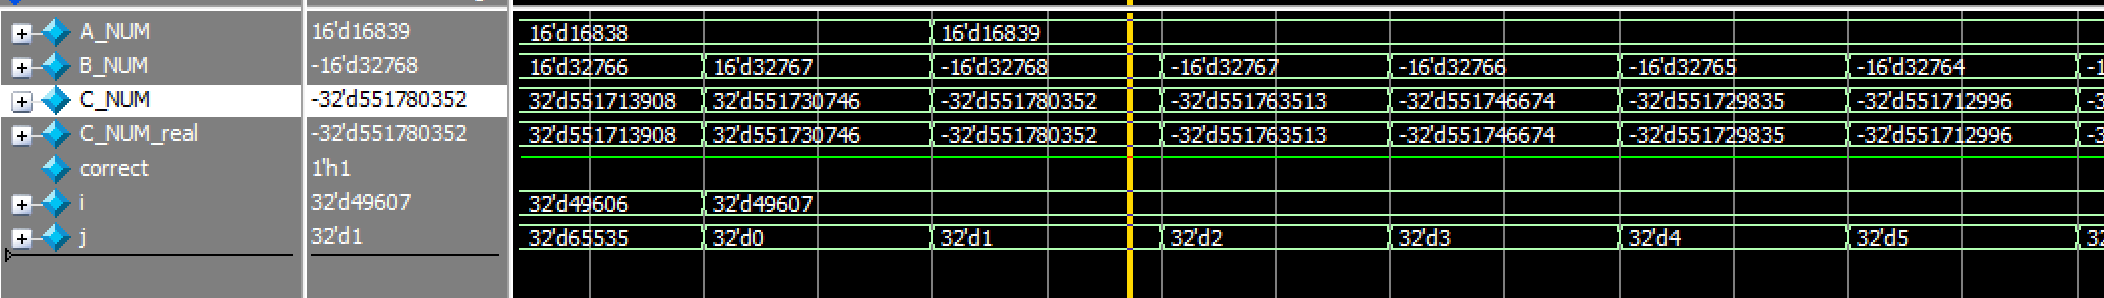 A_NUM 16'd16839 16'd16838 16'd16839
B_NUM -16'd32768 16'd32766 16'd32767 -16'd32768 -16'd32767 -16'd32766 -16'd32765 -16'd32764 -1
C_NUM -32'd551780352 32'd551713908 32'd551730746 -32'd551780352 -32'd551763513 -32'd551746674 -32'd551729835 -32'd551712996 -3
C_NUM_real -32'd551780352 32'd551713908 32'd551730746 -32'd551780352 -32'd551763513 -32'd551746674 -32'd551729835 -32'd551712996 -3
correct 1'h1
i 32'd49607 32'd49606 32'd49607
j 32'd1 32'd65535 32'd0 32'd1 32'd2 32'd3 32'd4 32'd5 32